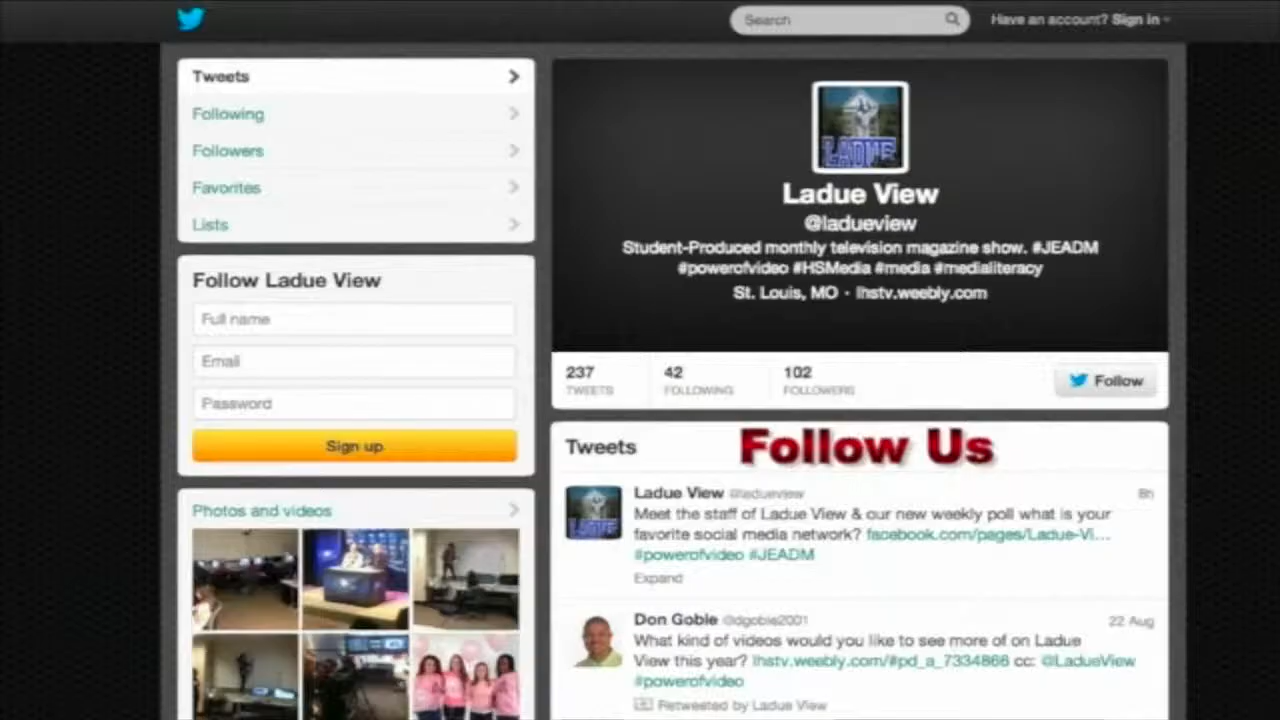 Search
Have an account? Sign in
Tweets
Following
Followers
Favorites
Lists
Follow Ladue View
Full name
Email
Password
Sign up
Photos and videos
LADUE
Ladue View
@ladueview
Student-Produced monthly television magazine show. #JEADM
#powerofvideo #HSMedia #media #medialiteracy
St. Louis, MO · lhstv.weebly.com
237 TWEETS
42 FOLLOWING
102 FOLLOWERS
Follow
Tweets
Follow Us
LADUE
Ladue View @ladueview 8h
Meet the staff of Ladue View & our new weekly poll what is your
favorite social media network? facebook.com/pages/Ladue-Vi...
#powerofvideo #JEADM
Expand
Don Goble @dgoble2001 22 Aug
What kind of videos would you like to see more of on Ladue
View this year? lhstv.weebly.com/#pd_a_7334866 cc: @LadueView
#powerofvideo
Retweeted by Ladue View